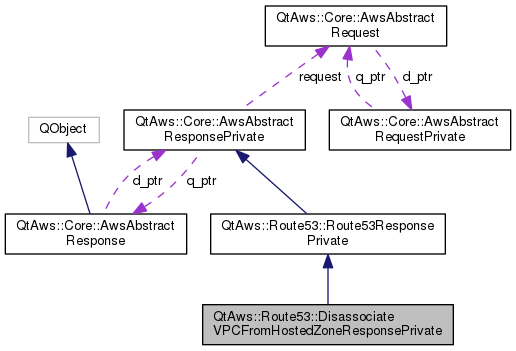 QtAws::Core::AwsAbstract
Request
request
q_ptr
d_ptr
QObject
QtAws::Core::AwsAbstract
ResponsePrivate
QtAws::Core::AwsAbstract
RequestPrivate
d_ptr
q_ptr
QtAws::Core::AwsAbstract
Response
QtAws::Route53::Route53Response
Private
QtAws::Route53::Disassociate
VPCFromHostedZoneResponsePrivate